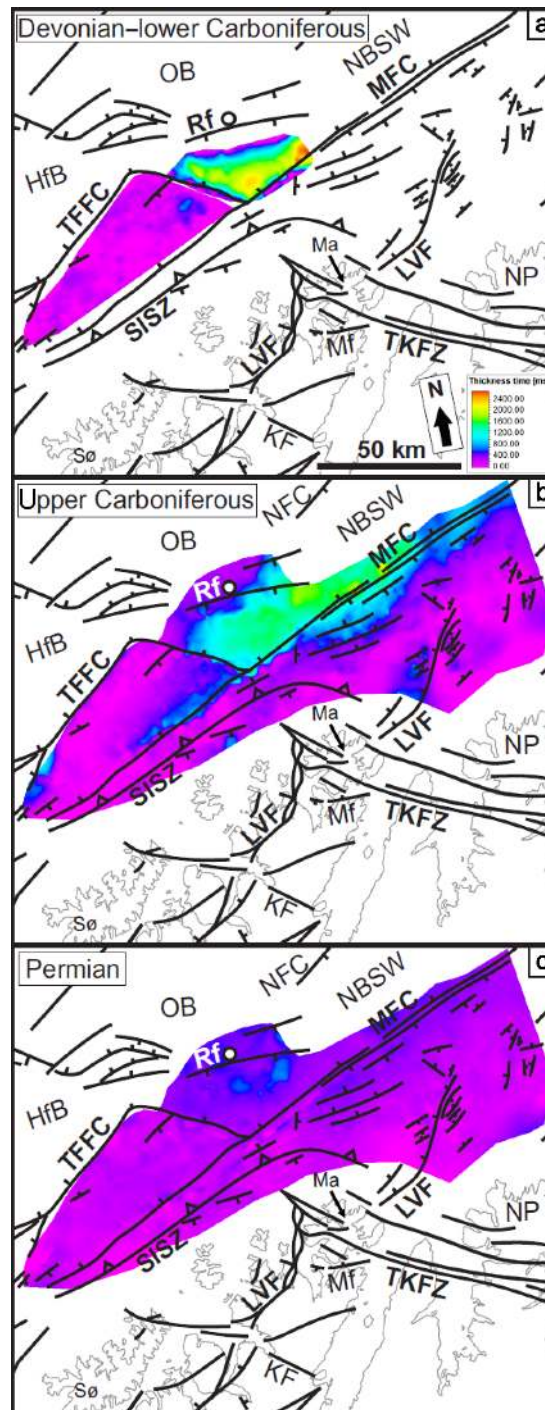 Devonian–lower Carboniferous
a
OB
NBSW
MFC
Rf
HfB
TFFC
Ma
LVF
NP
SISZ
LVF
Mf
TKFZ
Thickness time [ms
2400.00
2000.00
1600.00
1200.00
800.00
400.00
0.00
N
KF
50 km
Sø
Upper Carboniferous
b
NFC
OB
NBSW
MFC
Rf
HfB
TFFC
Ma
LVF
NP
SISZ
LVF
Mf
TKFZ
KF
Sø
Permian
c
NFC
OB
NBSW
MFC
Rf
HfB
TFFC
Ma
LVF
NP
SISZ
LVF
Mf
TKFZ
KF
Sø